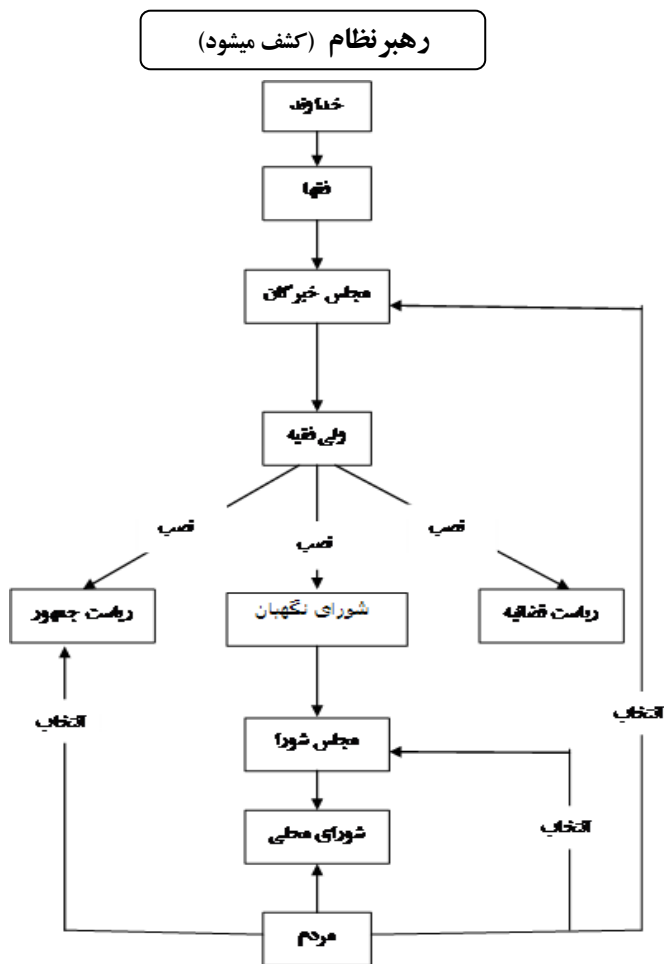 رهبر نظام (کشف میشود)
خداوند
فقها
مجلس خبرگان
ولی فقیه
نصب
نصب
نصب
ریاست قضائیه
شورای نگهبان
ریاست جمهور
انتخاب
انتخاب
مجلس شورا
انتخاب
شورای محلی
مردم